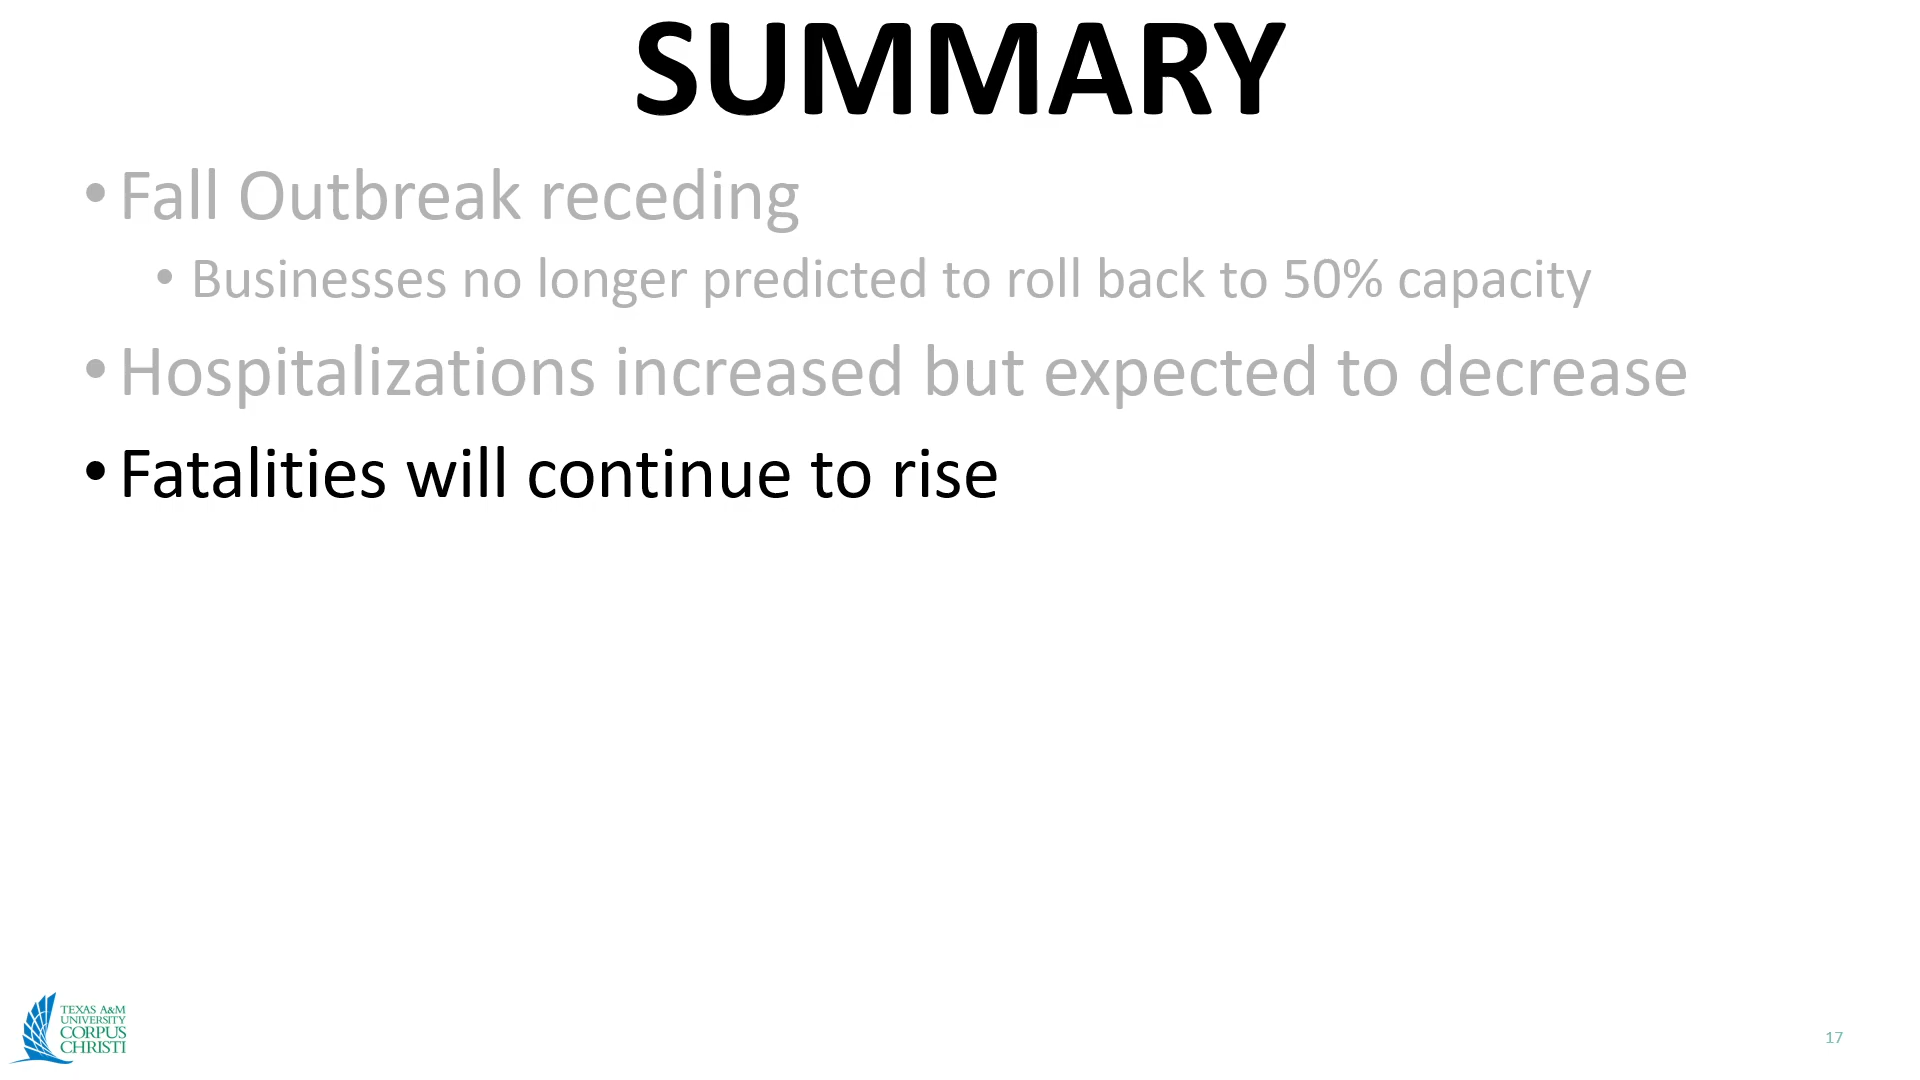 SUMMARY
• Fall Outbreak receding
• Businesses no longer predicted to roll back to 50% capacity
• Hospitalizations increased but expected to decrease
• Fatalities will continue to rise
TEXAS A&M
UNIVERSITY
CORPUS
CHRISTI
17